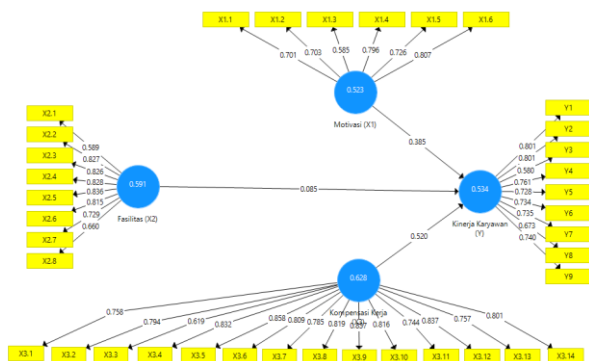 X1.1 X1.2 X1.3 X1.4 X1.5 X1.6
0.701 0.703 0.585 0.796 0.726 0.807
0.523
Motivasi (X1)
0.385
X2.1
X2.2
X2.3
X2.4
X2.5
X2.6
X2.7
X2.8
0.589
0.827
0.826
0.828
0.836
0.815
0.729
0.660
0.591
Fasilitas (X2)
0.085
0.534
Kinerja Karyawan
(Y)
0.801
0.801
0.580
0.761
0.728
0.734
0.735
0.673
0.740
Y1
Y2
Y3
Y4
Y5
Y6
Y7
Y8
Y9
0.520
0.628
Kompensasi Kerja
0.758 0.794 0.619 0.832 0.858 0.809 0.785 0.819 0.816 0.744 0.837 0.757 0.801
X3.1 X3.2 X3.3 X3.4 X3.5 X3.6 X3.7 X3.8 X3.9 X3.10 X3.11 X3.12 X3.13 X3.14